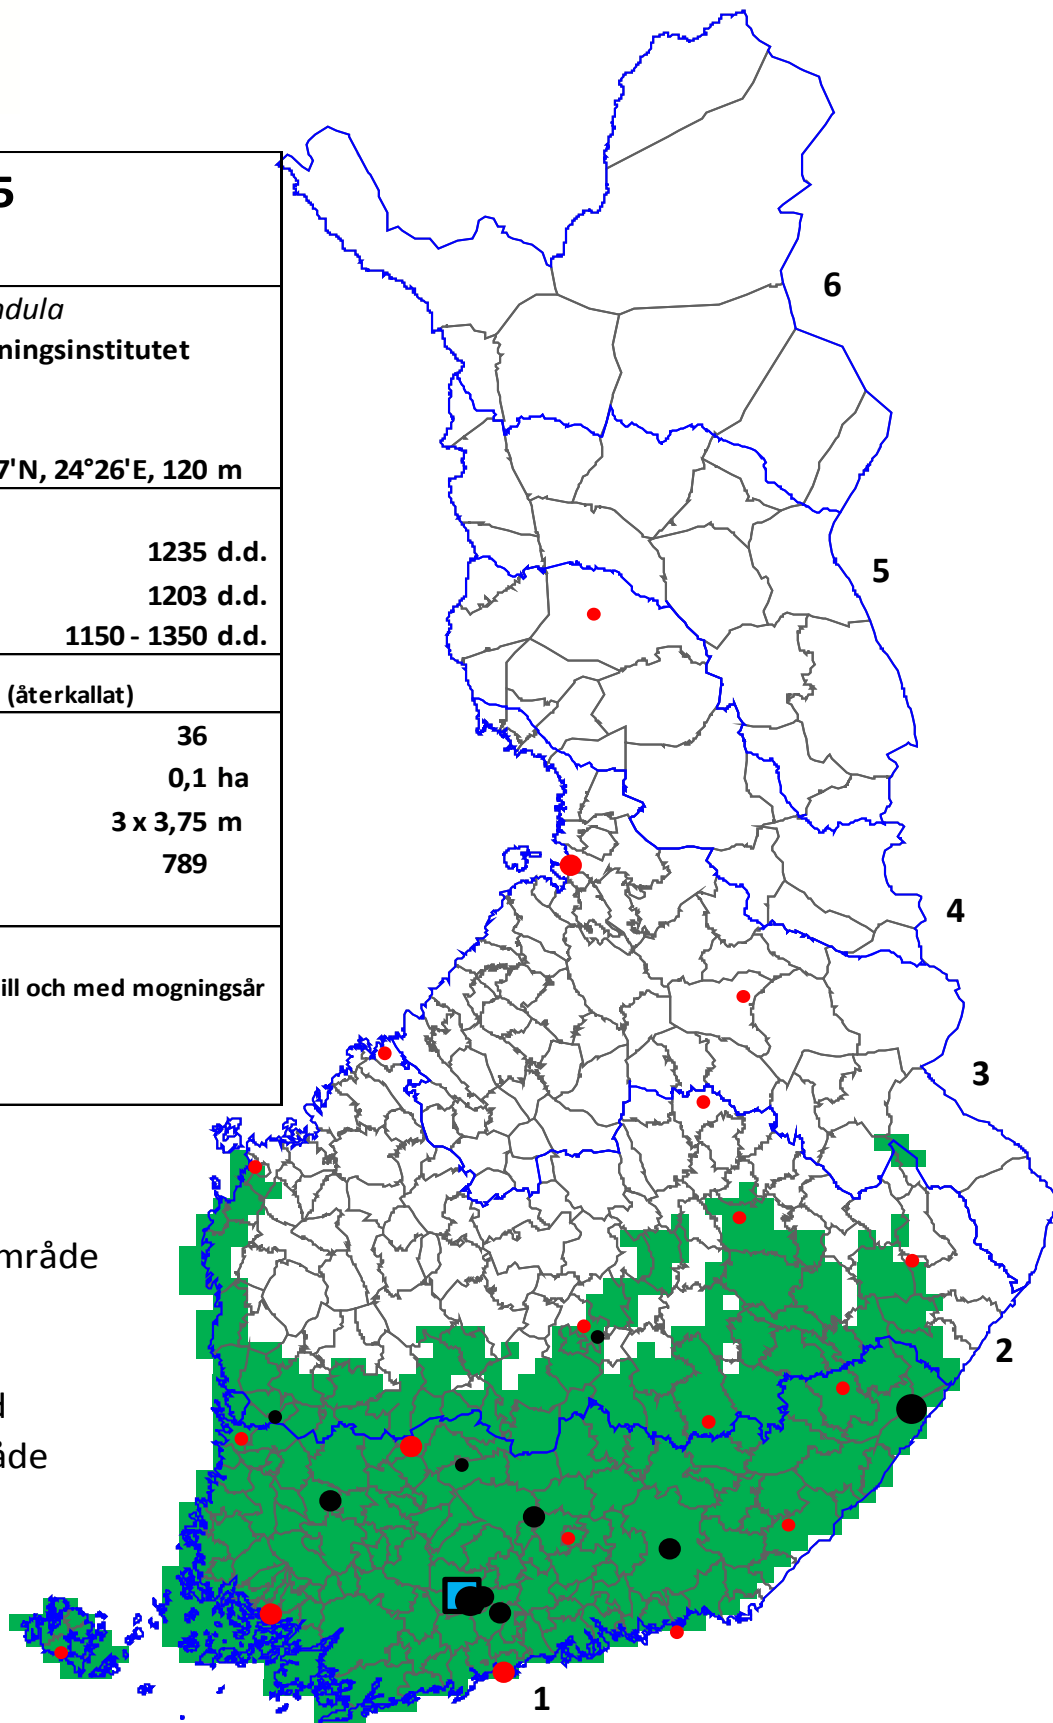 5
ndula
ningsinstitutet
7'N, 24°26'E, 120 m
1235 d.d.
1203 d.d.
1150 - 1350 d.d.
(återkallat)
36
0,1 ha
3 x 3,75 m
789
ill och med mogningsår
område
d
åde
6
5
4
3
2
1